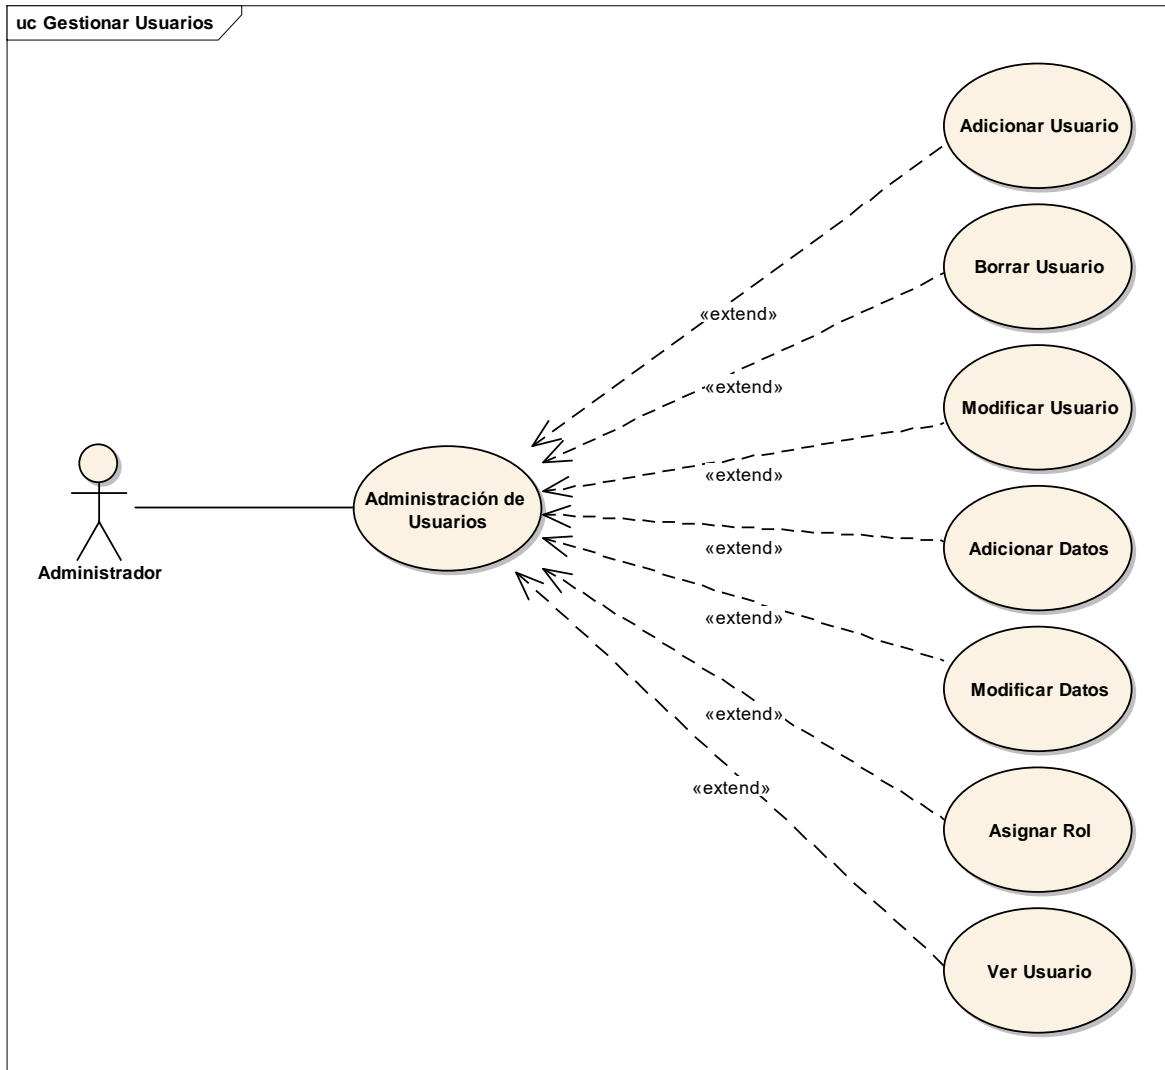 uc Gestionar Usuarios
Adicionar Usuario
Borrar Usuario
«extend»
Modificar Usuario
«extend»
«extend»
Administración de
Usuarios
Adicionar Datos
«extend»
Administrador
«extend»
Modificar Datos
«extend»
«extend»
Asignar Rol
Ver Usuario